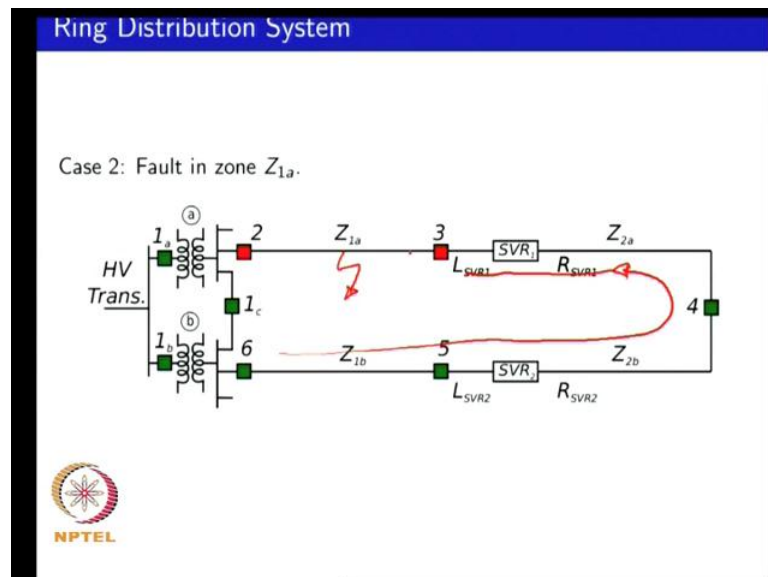 Ring Distribution System
Case 2: Fault in zone Z1a.
a
1a 2 Z1a 3 SVR1 Z2a
HV
Trans.
LSVR1 RSVR1
1c 4
b
1b 6 Z1b 5 SVR2 Z2b
LSVR2 RSVR2
NPTEL